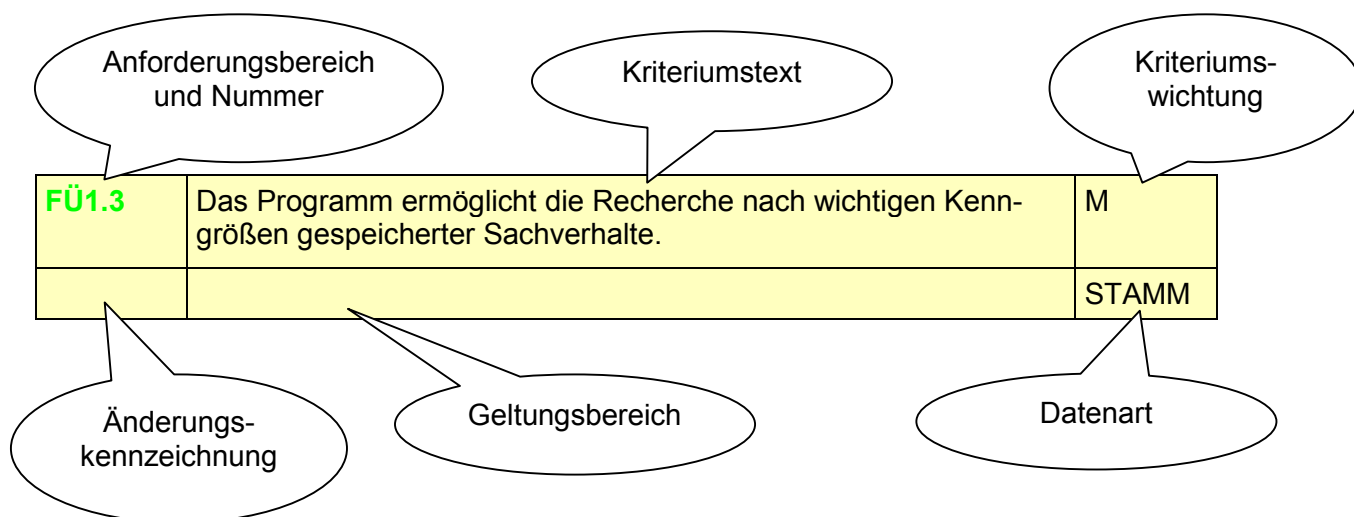 Anforderungsbereich
und Nummer
Kriteriumstext
Kriteriums-
wichtung
FÜ1.3
Das Programm ermöglicht die Recherche nach wichtigen Kenn-
größen gespeicherter Sachverhalte.
M
STAMM
Änderungs-
kennzeichnung
Geltungsbereich
Datenart